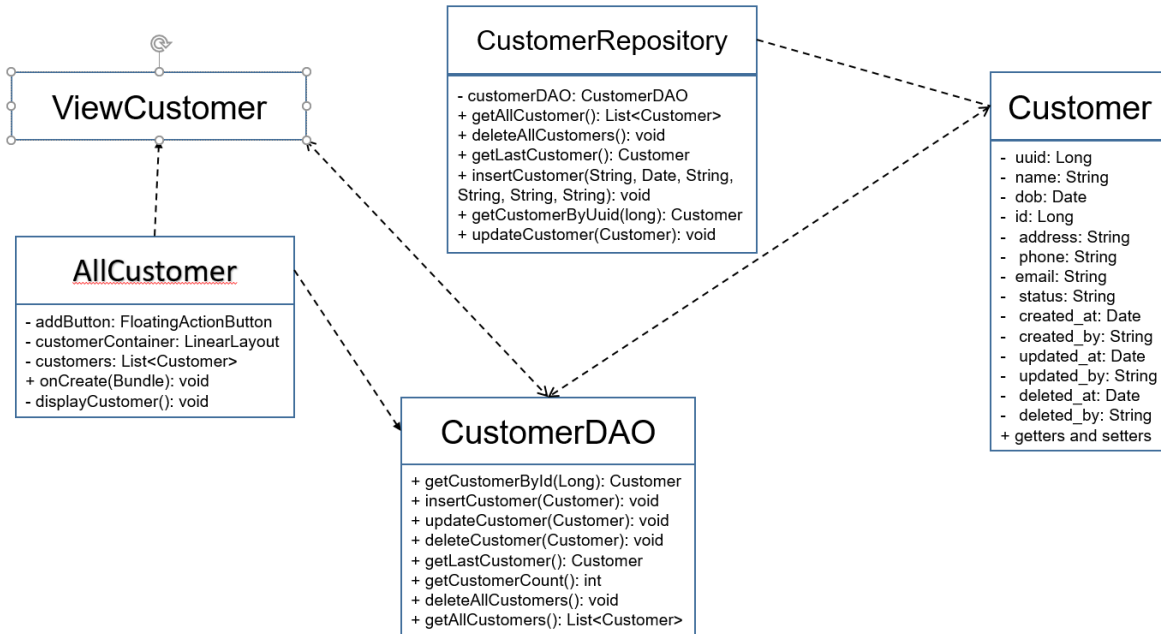 ViewCustomer
CustomerRepository
- customerDAO: CustomerDAO
+ getAllCustomer(): List<Customer>
+ deleteAllCustomers(): void
+ getLastCustomer(): Customer
+ insertCustomer(String, Date, String,
String, String, String): void
+ getCustomerByUuid(long): Customer
+ updateCustomer(Customer): void
Customer
- uuid: Long
- name: String
- dob: Date
- id: Long
- address: String
- phone: String
- email: String
- status: String
- created_at: Date
- created_by: String
- updated_at: Date
- updated_by: String
- deleted_at: Date
- deleted_by: String
+ getters and setters
AllCustomer
- addButton: FloatingActionButton
- customerContainer: LinearLayout
- customers: List<Customer>
+ onCreate(Bundle): void
- displayCustomer(): void
CustomerDAO
+ getCustomerById(Long): Customer
+ insertCustomer(Customer): void
+ updateCustomer(Customer): void
+ deleteCustomer(Customer): void
+ getLastCustomer(): Customer
+ getCustomerCount(): int
+ deleteAllCustomers(): void
+ getAllCustomers(): List<Customer>